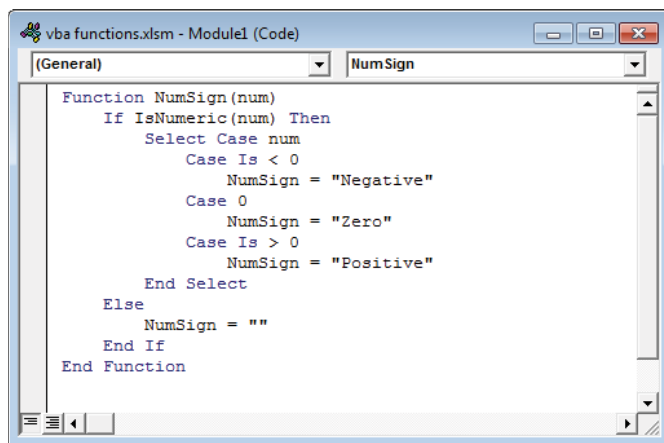 vba functions.xlsm - Module1 (Code)
(General) NumSign
Function NumSign(num)
    If IsNumeric(num) Then
        Select Case num
            Case Is < 0
                NumSign = "Negative"
            Case 0
                NumSign = "Zero"
            Case Is > 0
                NumSign = "Positive"
        End Select
    Else
        NumSign = ""
    End If
End Function